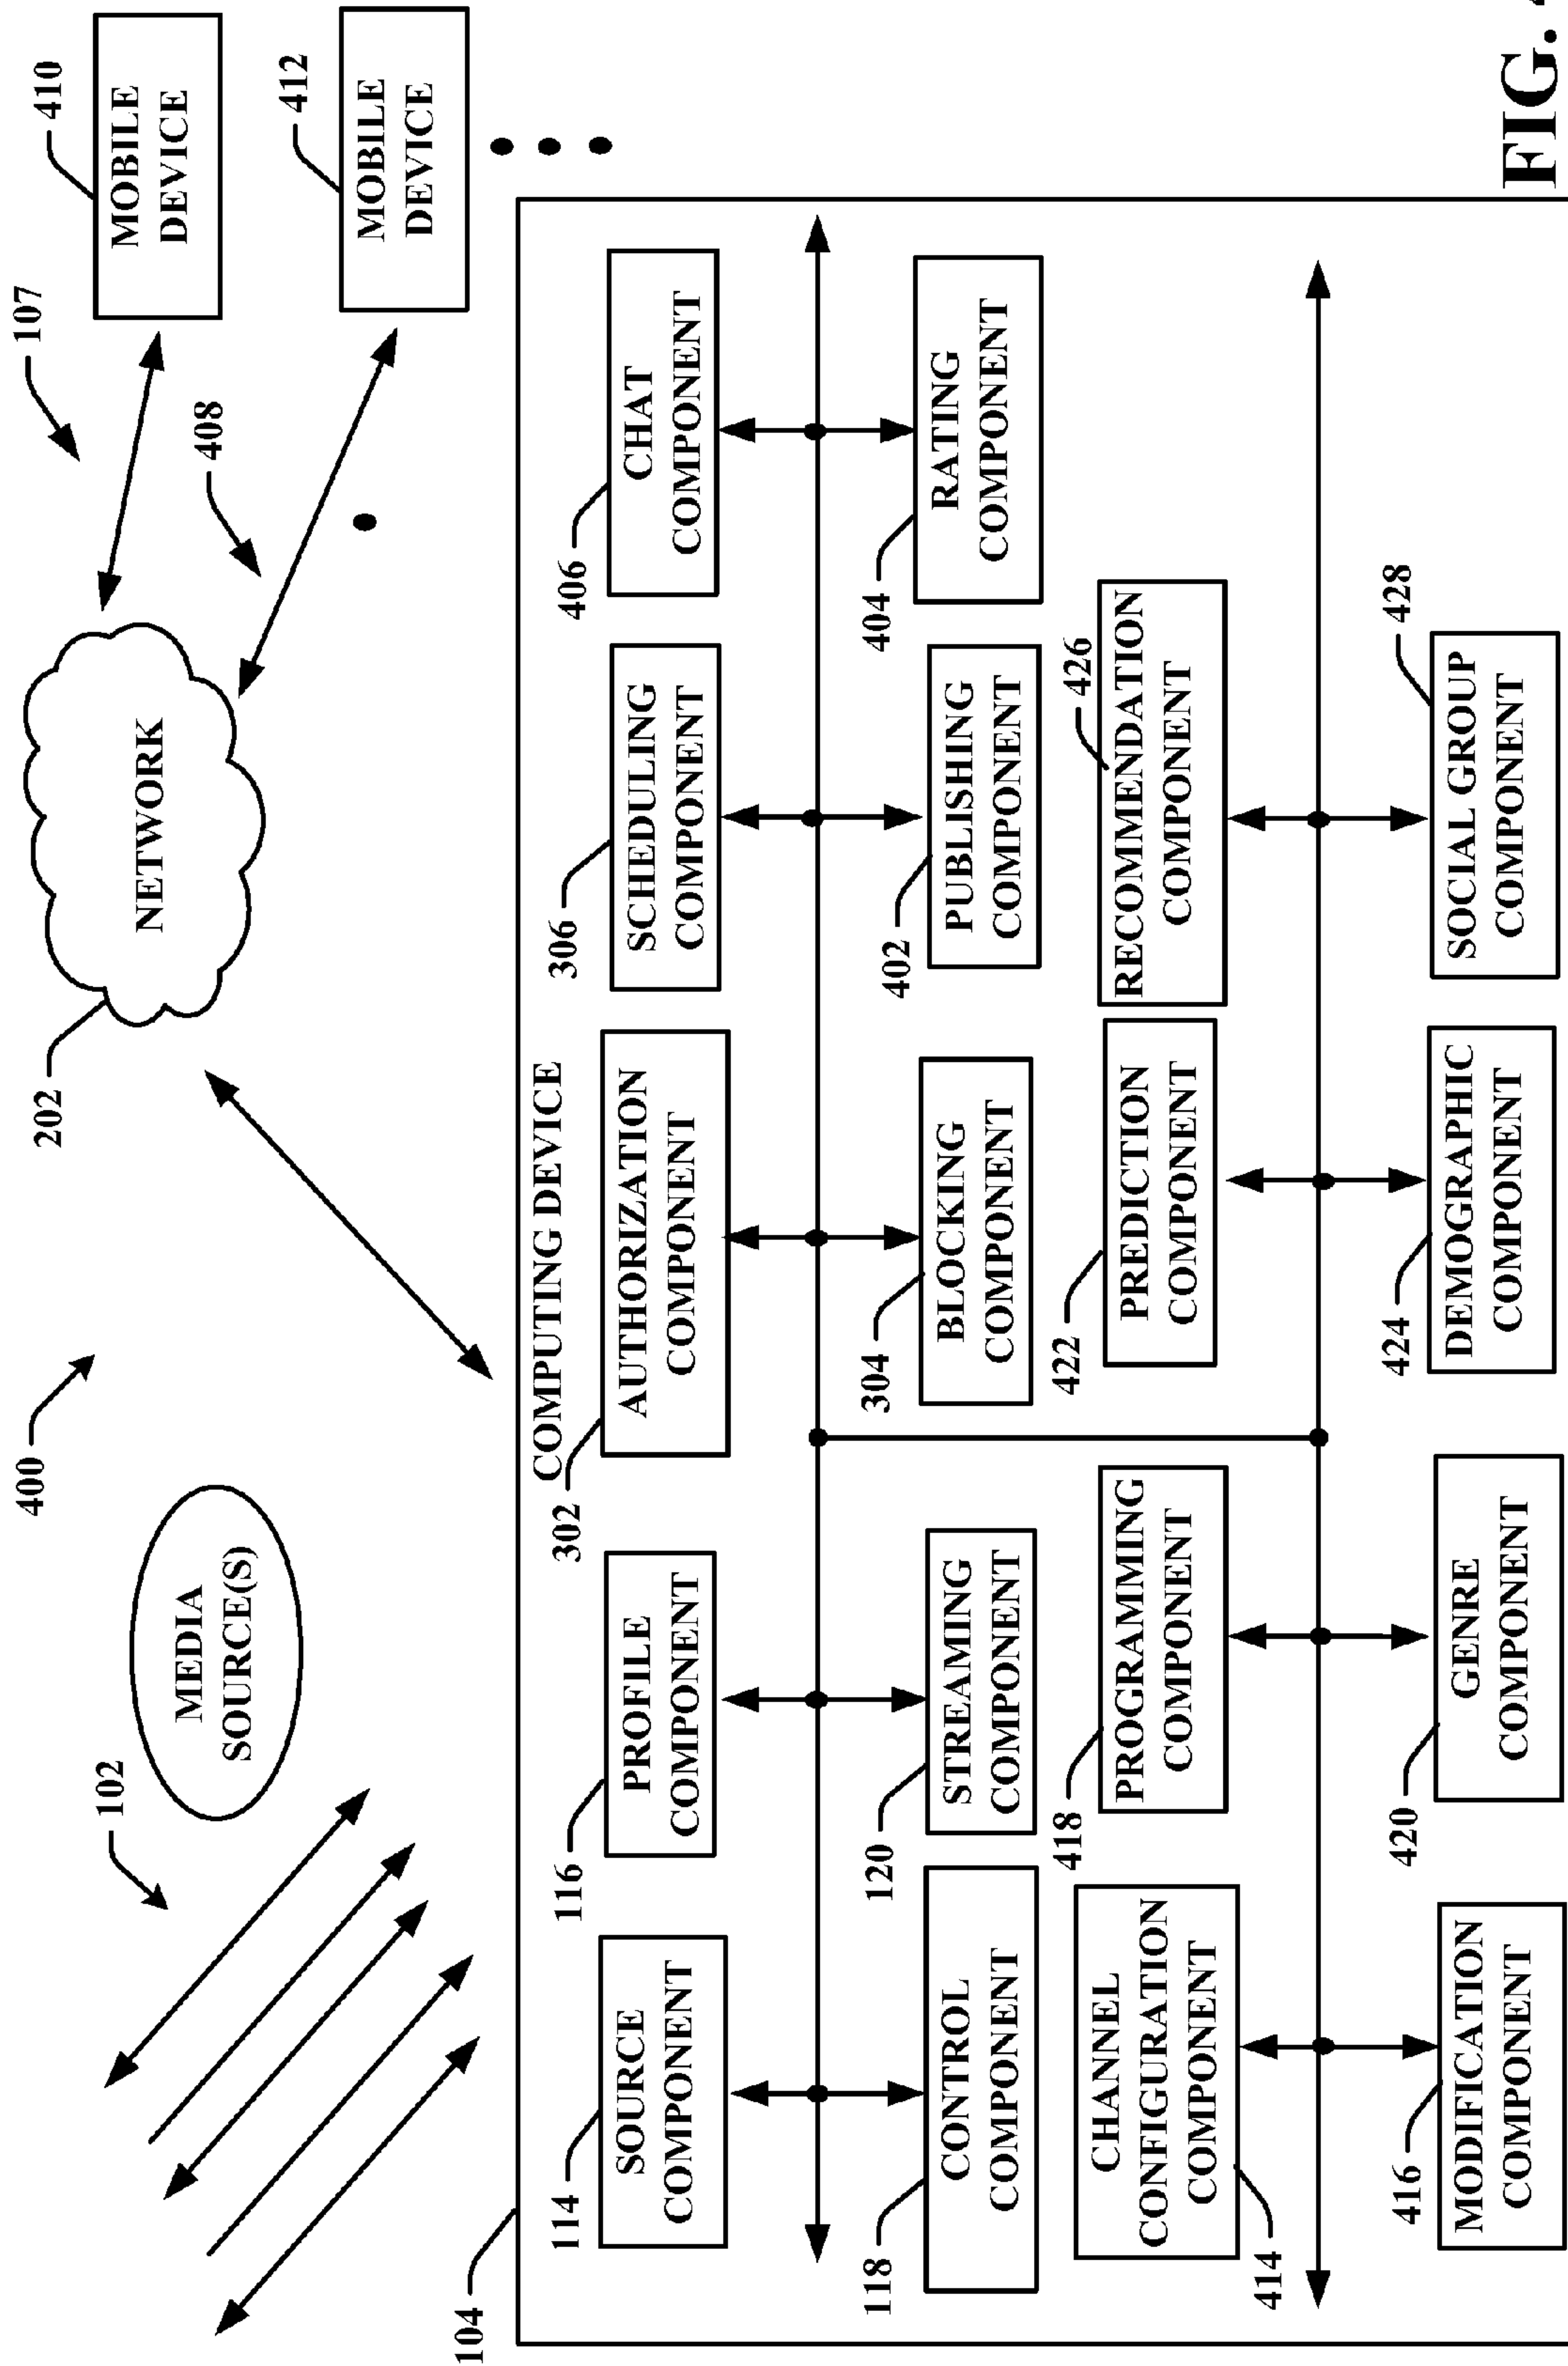 400
107
410
MOBILE
DEVICE
202
NETWORK
102
MEDIA
SOURCE(S)
408
412
MOBILE
DEVICE
104
COMPUTING DEVICE
114
SOURCE
COMPONENT
116
PROFILE
COMPONENT
302
AUTHORIZATION
COMPONENT
306
SCHEDULING
COMPONENT
406
CHAT
COMPONENT
118
CONTROL
COMPONENT
120
STREAMING
COMPONENT
304
BLOCKING
COMPONENT
402
PUBLISHING
COMPONENT
404
RATING
COMPONENT
414
CHANNEL
CONFIGURATION
COMPONENT
418
PROGRAMMING
COMPONENT
422
PREDICTION
COMPONENT
426
RECOMMENDATION
COMPONENT
416
MODIFICATION
COMPONENT
420
GENRE
COMPONENT
424
DEMOGRAPHIC
COMPONENT
428
SOCIAL GROUP
COMPONENT
FIG.